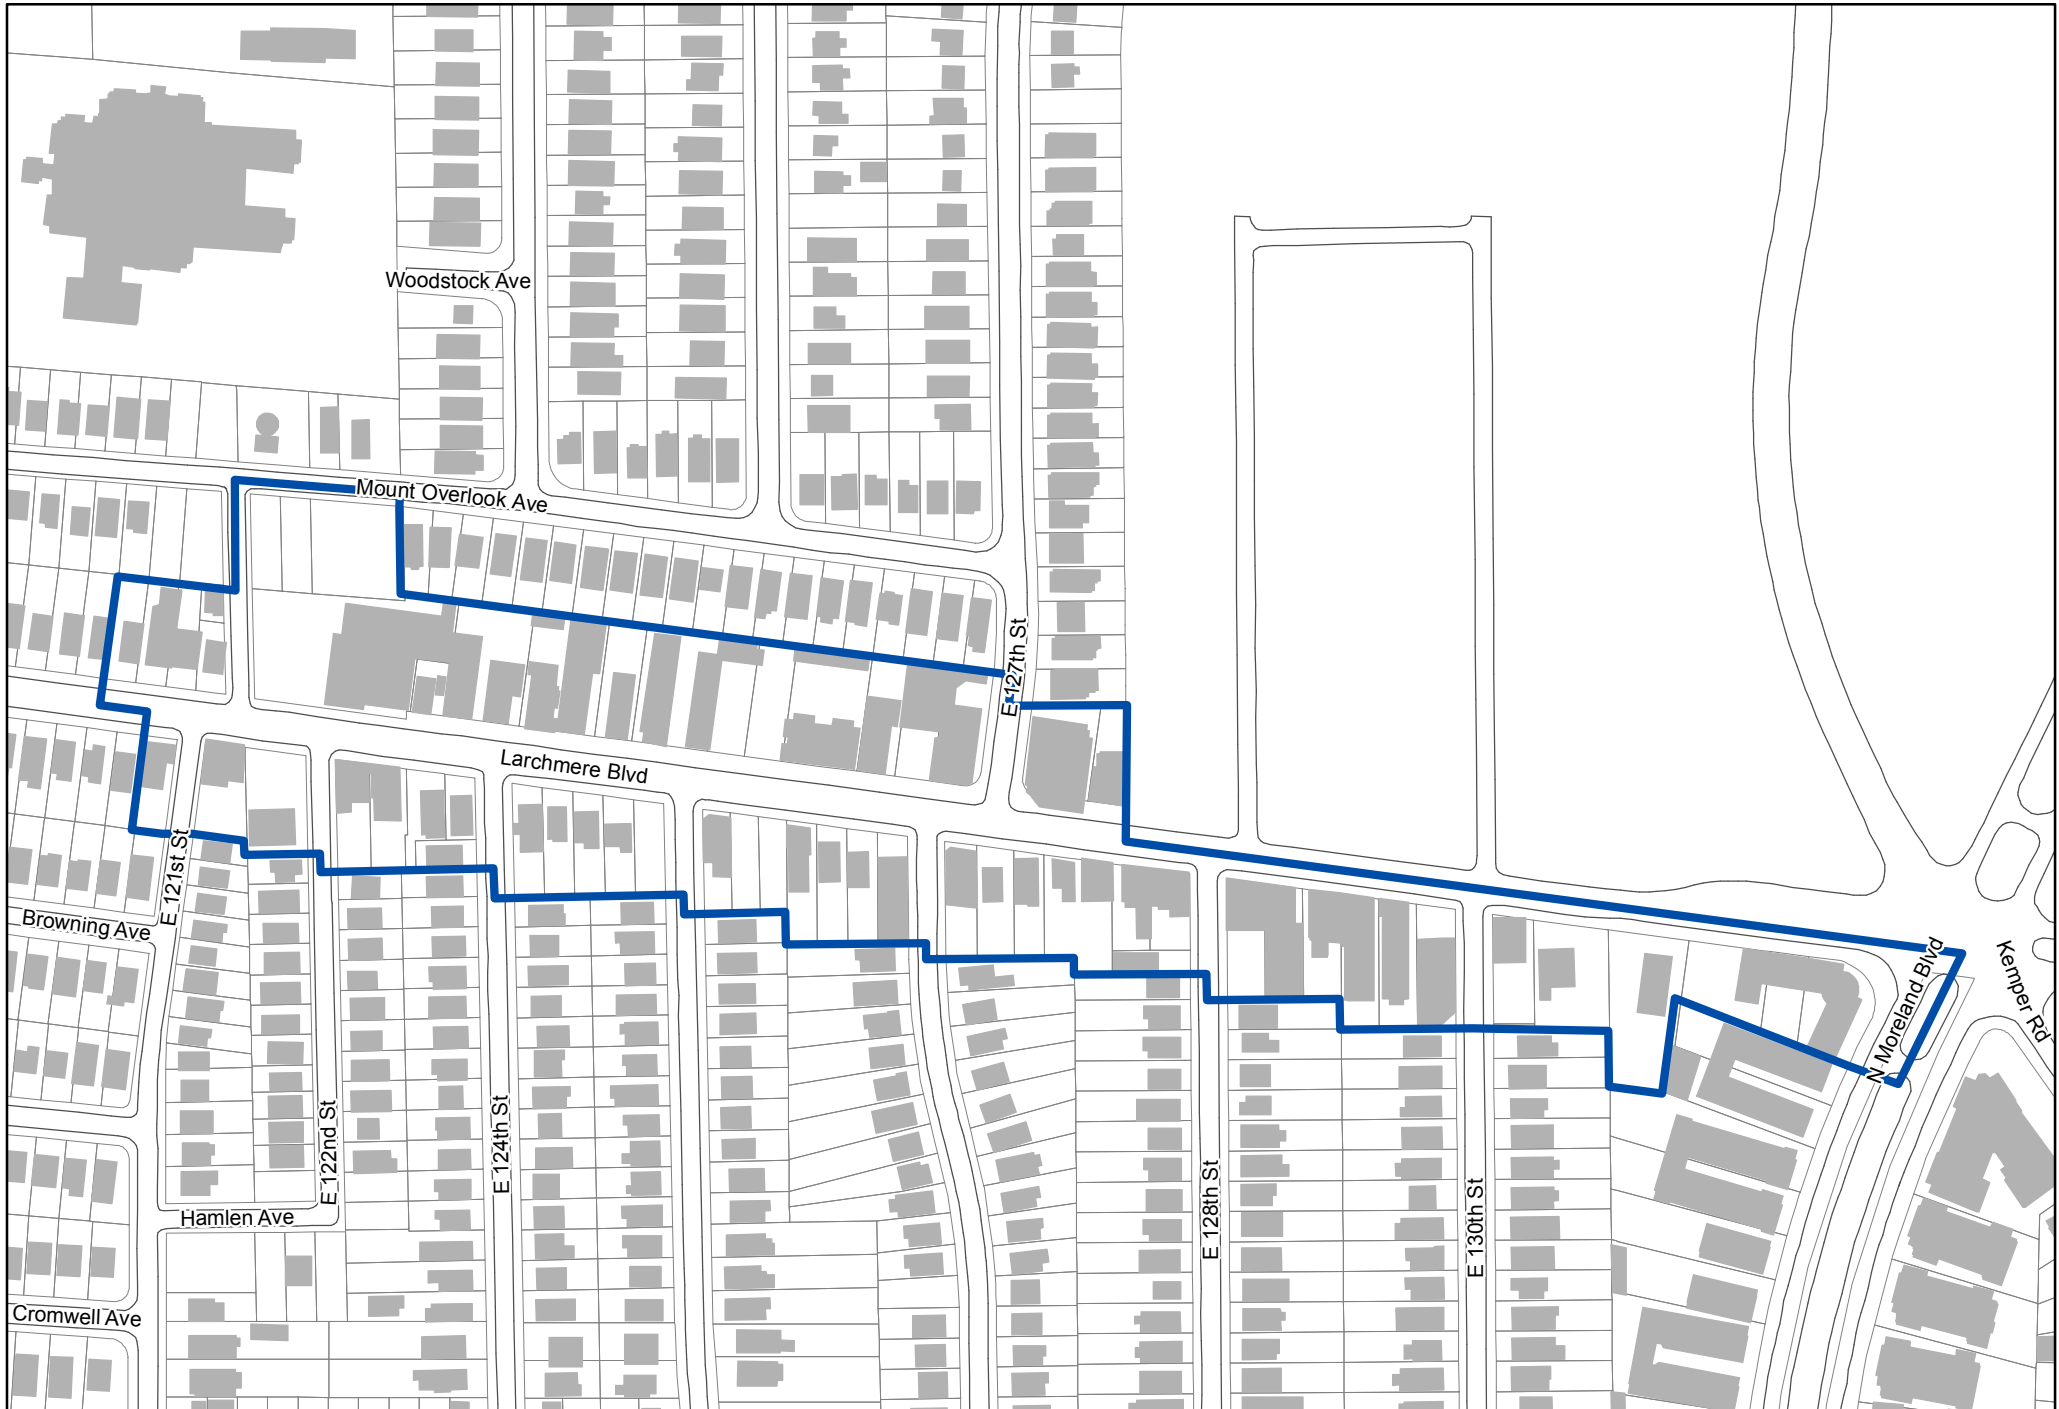 Woodstock Ave
Mount Overlook Ave
E 127th St
Larchmere Blvd
E 121st St
Browning Ave
N Moreland Blvd
Kemper Rd
E 122nd St
E 124th St
E 128th St
E 130th St
Hamlen Ave
Cromwell Ave